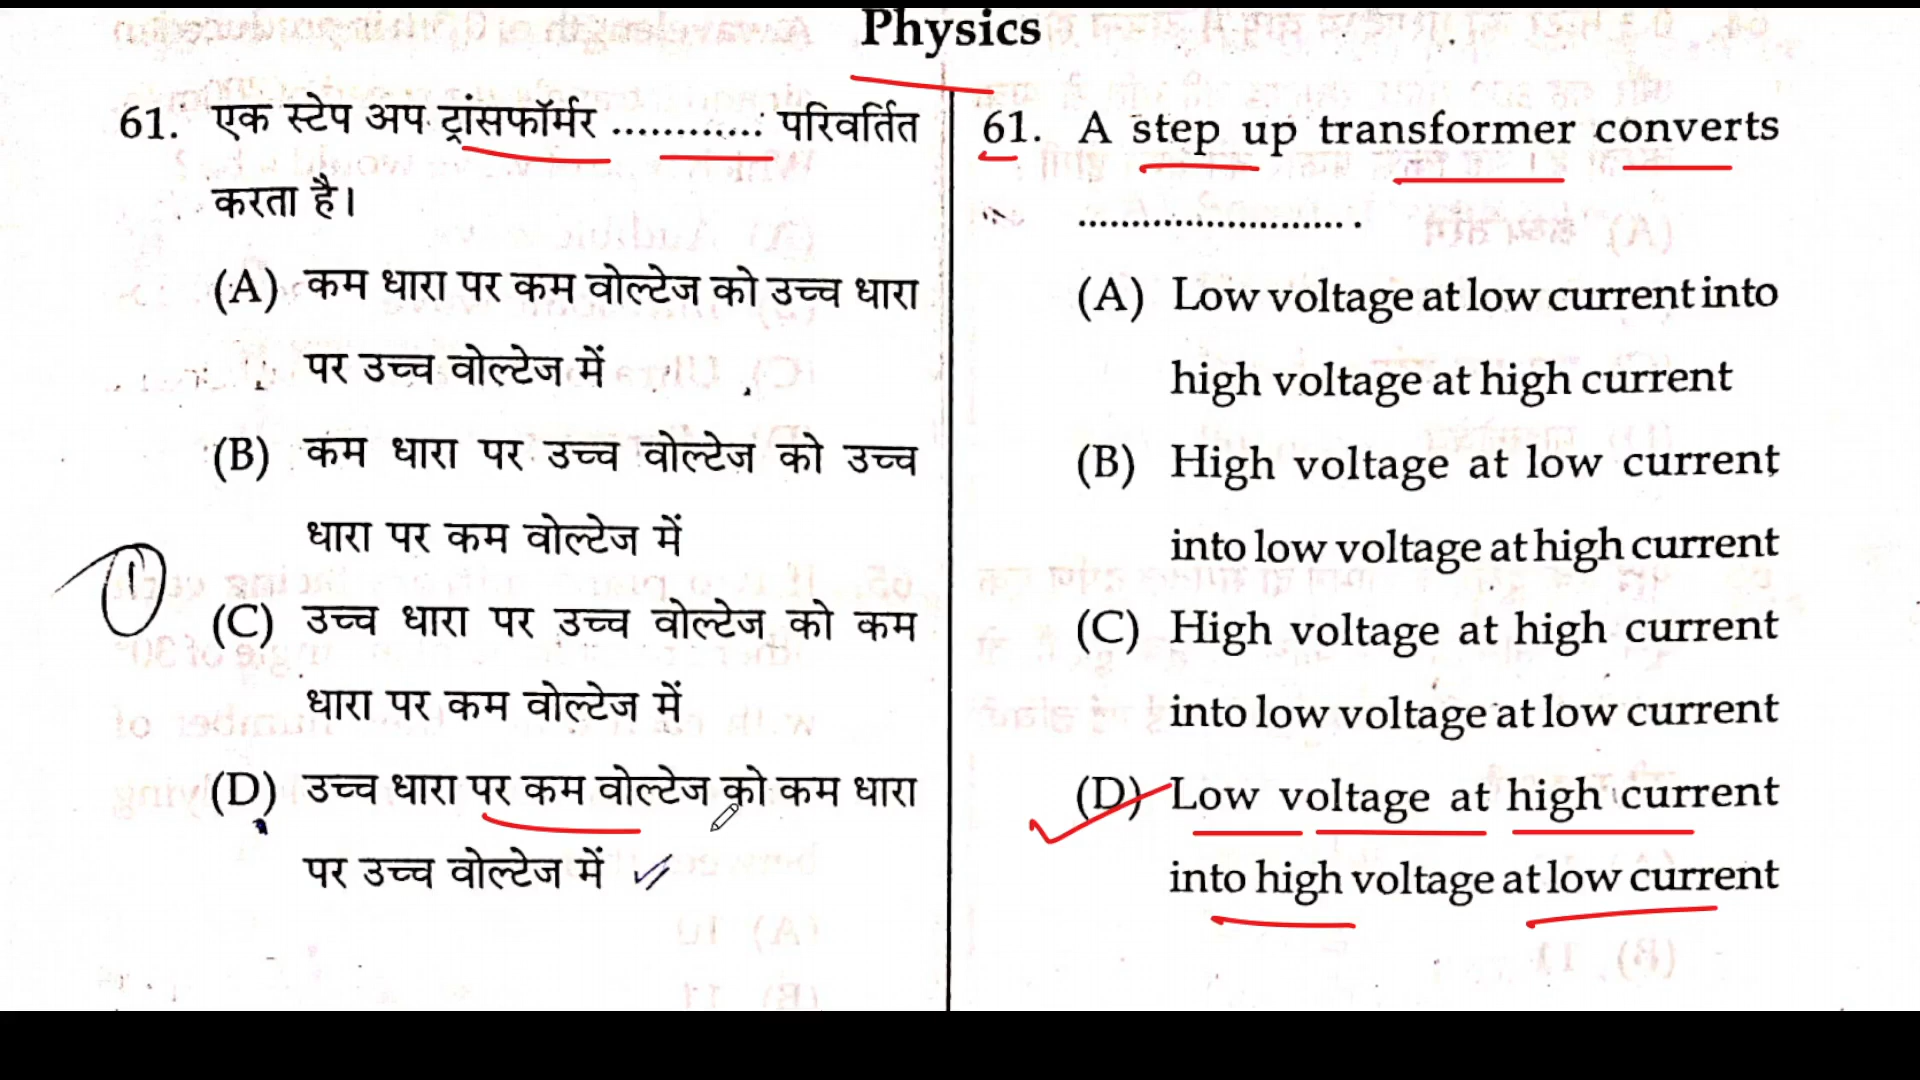 Physics
61. एक स्टेप अप ट्रांसफॉर्मर ............. परिवर्तित
करता है।
(A) कम धारा पर कम वोल्टेज को उच्च धारा
पर उच्च वोल्टेज में
(B) कम धारा पर उच्च वोल्टेज को उच्च
धारा पर कम वोल्टेज में
(C) उच्च धारा पर उच्च वोल्टेज को कम
धारा पर कम वोल्टेज में
(D) उच्च धारा पर कम वोल्टेज को कम धारा
पर उच्च वोल्टेज में
61. A step up transformer converts
.......................... .
(A) Low voltage at low current into
high voltage at high current
(B) High voltage at low current
into low voltage at high current
(C) High voltage at high current
into low voltage at low current
(D) Low voltage at high current
into high voltage at low current